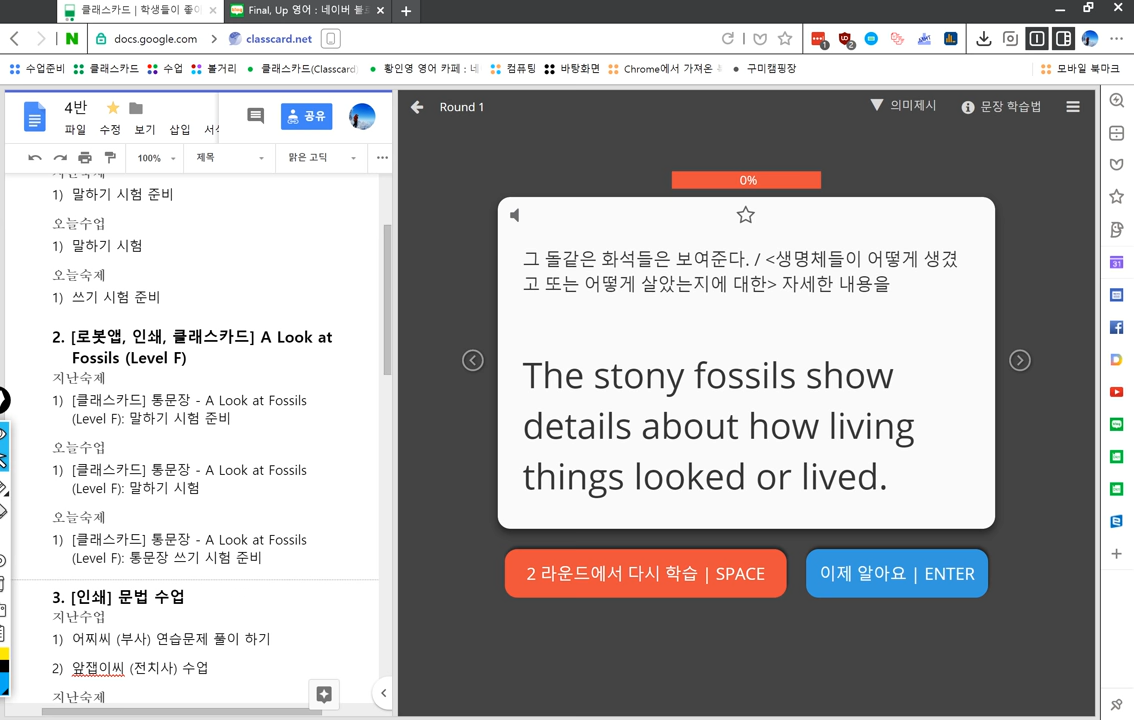 클래스카드 | 학생들이 좋아
Final, Up 영어 : 네이버 블
docs.google.com
classcard.net
수업준비
클래스카드
수업
볼거리
클래스카드(Classcard
황인영 영어 카페 : 네
컴퓨팅
바탕화면
Chrome에서 가져온
구미캠핑장
모바일 북마크
4반
공유
파일 수정 보기 삽입
100%
제목
맑은 고딕
1) 말하기 시험 준비
오늘수업
1) 말하기 시험
오늘숙제
1) 쓰기 시험 준비
2. [로봇앱, 인쇄, 클래스카드] A Look at
Fossils (Level F)
지난숙제
1) [클래스카드] 통문장 - A Look at Fossils
(Level F): 말하기 시험 준비
오늘수업
1) [클래스카드] 통문장 - A Look at Fossils
(Level F): 말하기 시험
오늘숙제
1) [클래스카드] 통문장 - A Look at Fossils
(Level F): 통문장 쓰기 시험 준비
3. [인쇄] 문법 수업
지난수업
1) 어찌씨 (부사) 연습문제 풀이 하기
2) 앞잽이씨 (전치사) 수업
지난숙제
Round 1
의미제시
문장 학습법
0%
그 돌같은 화석들은 보여준다. / <생명체들이 어떻게 생겼
고 또는 어떻게 살았는지에 대한> 자세한 내용을
The stony fossils show
details about how living
things looked or lived.
2 라운드에서 다시 학습 | SPACE
이제 알아요 | ENTER